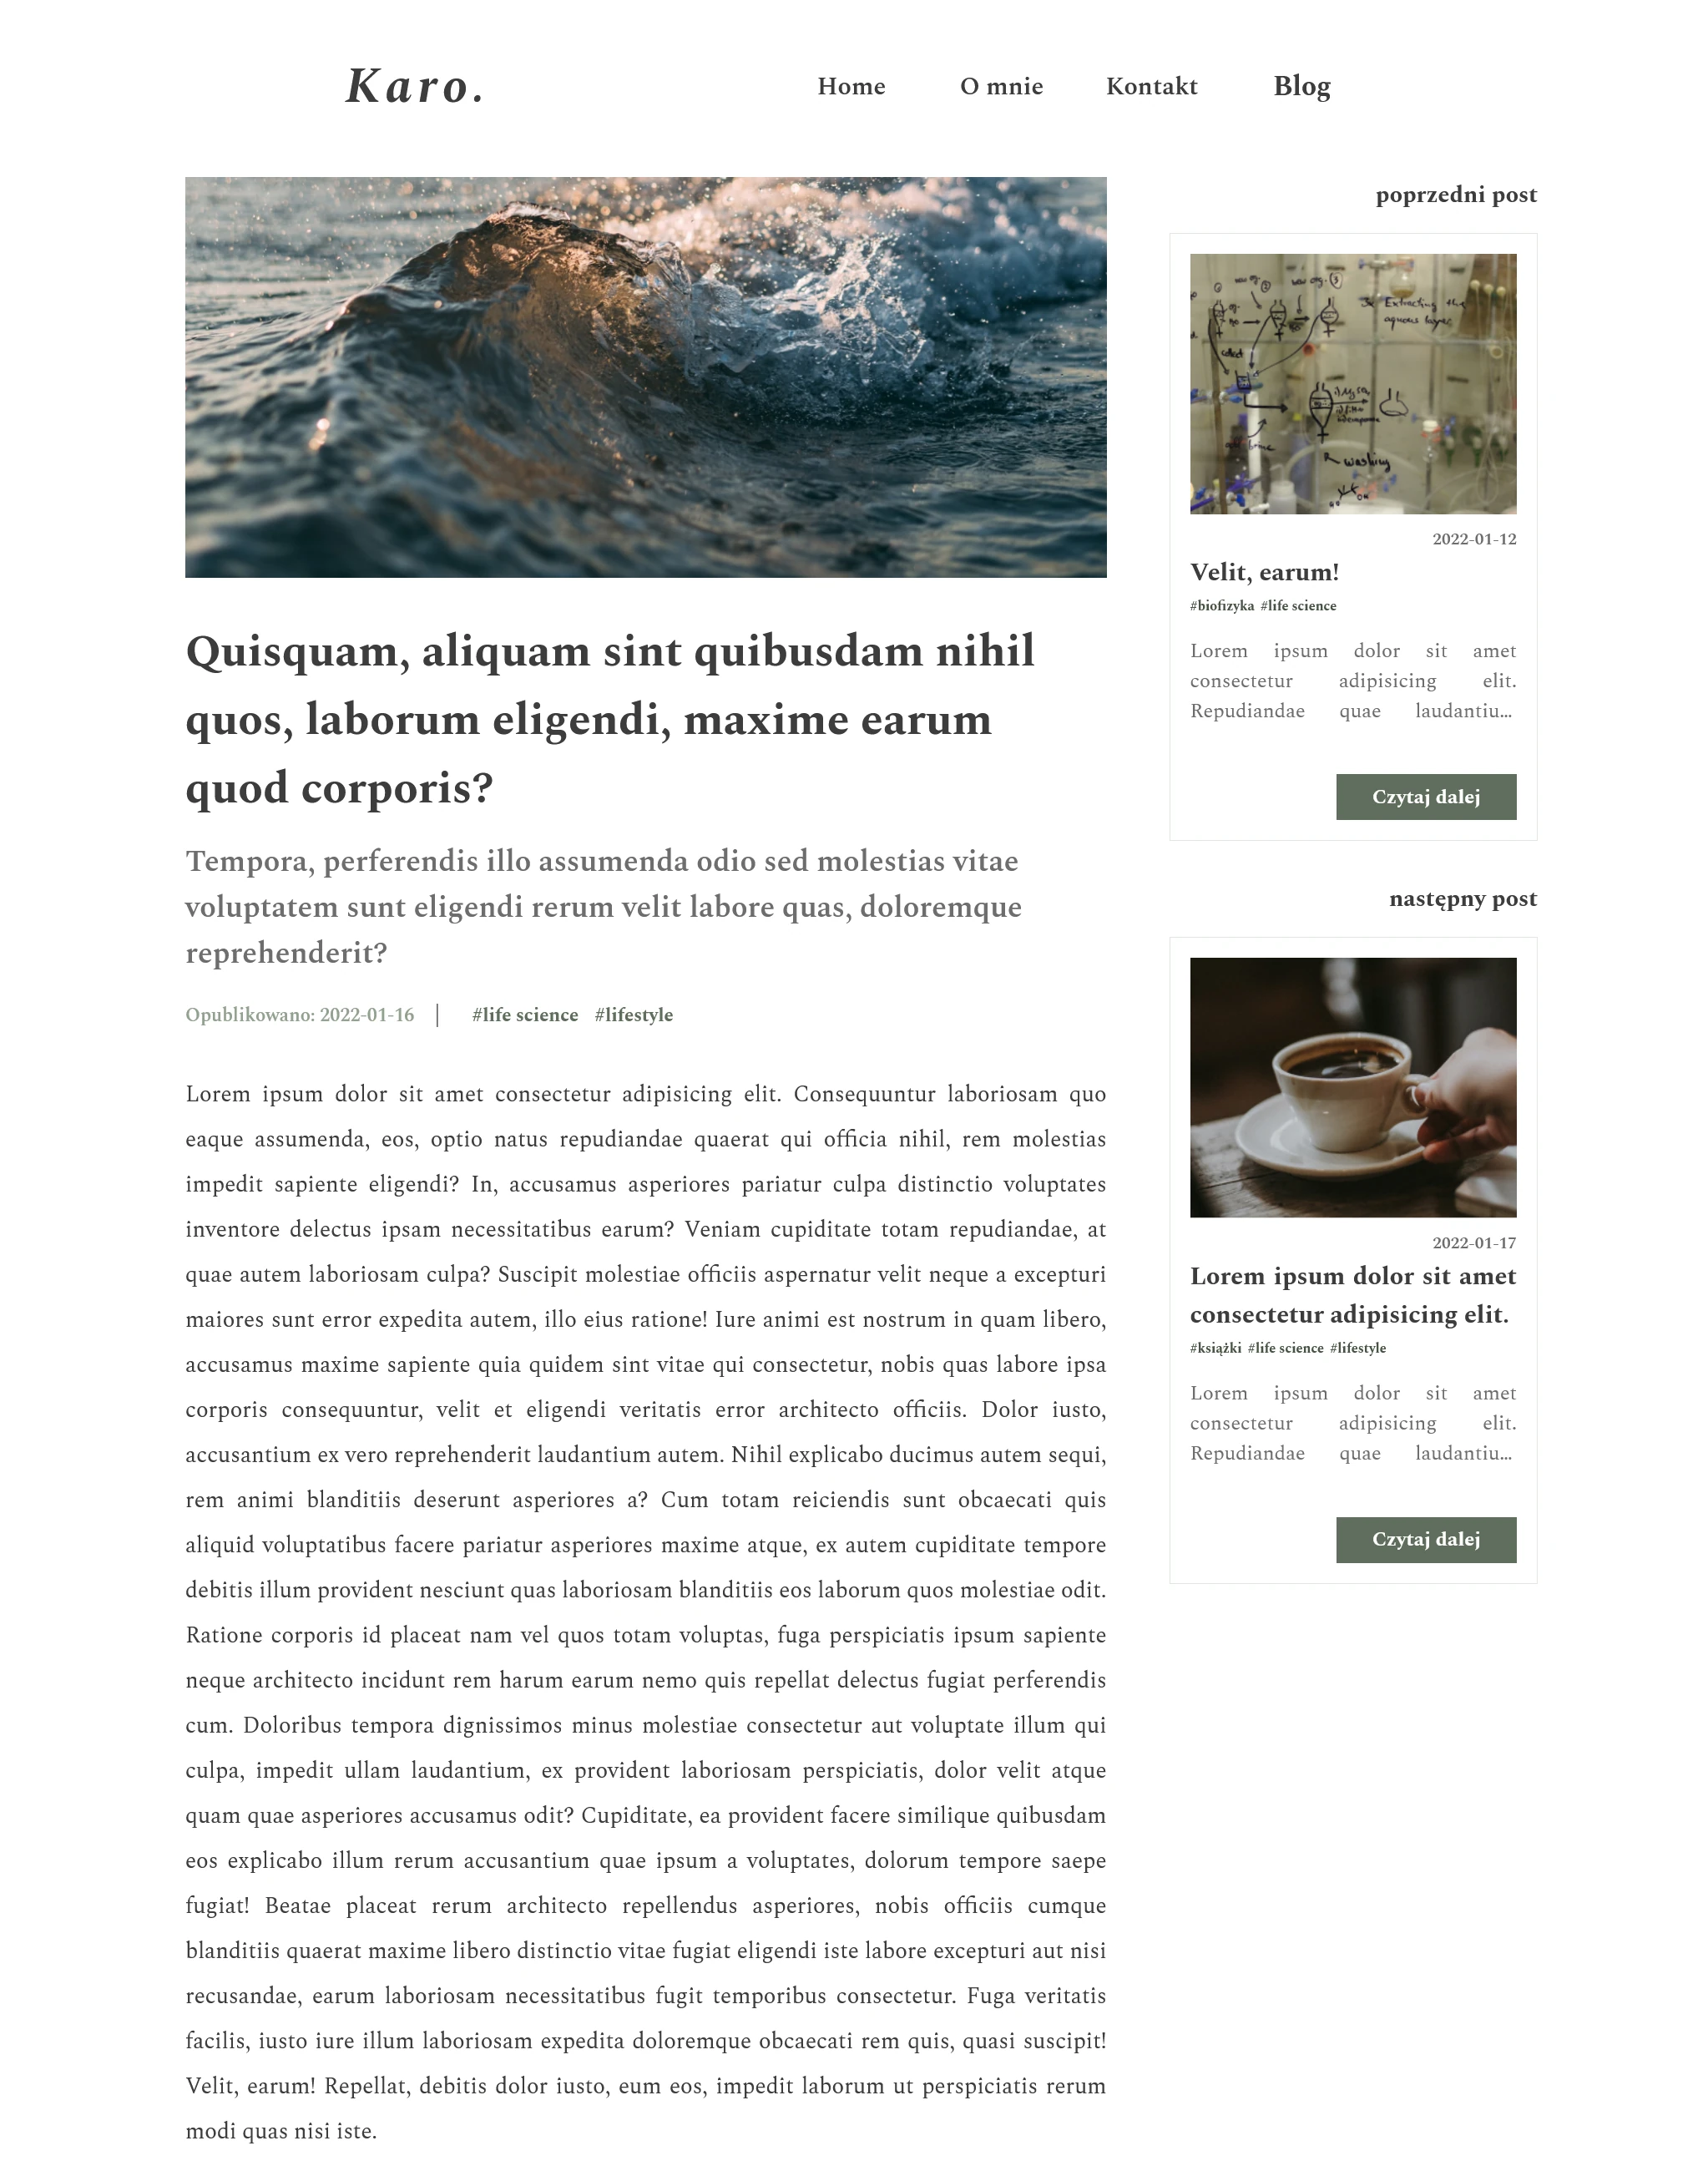 Karo.
Home
O mnie
Kontakt
Blog
Quisquam, aliquam sint quibusdam nihil
quos, laborum eligendi, maxime earum
quod corporis?
Tempora, perferendis illo assumenda odio sed molestias vitae
voluptatem sunt eligendi rerum velit labore quas, doloremque
reprehenderit?
Opublikowano: 2022-01-16 | #life science #lifestyle
Lorem ipsum dolor sit amet consectetur adipisicing elit. Consequuntur laboriosam quo
eaque assumenda, eos, optio natus repudiandae quaerat qui officia nihil, rem molestias
impedit sapiente eligendi? In, accusamus asperiores pariatur culpa distinctio voluptates
inventore delectus ipsam necessitatibus earum? Veniam cupiditate totam repudiandae, at
quae autem laboriosam culpa? Suscipit molestiae officiis aspernatur velit neque a excepturi
maiores sunt error expedita autem, illo eius ratione! Iure animi est nostrum in quam libero,
accusamus maxime sapiente quia quidem sint vitae qui consectetur, nobis quas labore ipsa
corporis consequuntur, velit et eligendi veritatis error architecto officiis. Dolor iusto,
accusantium ex vero reprehenderit laudantium autem. Nihil explicabo ducimus autem sequi,
rem animi blanditiis deserunt asperiores a? Cum totam reiciendis sunt obcaecati quis
aliquid voluptatibus facere pariatur asperiores maxime atque, ex autem cupiditate tempore
debitis illum provident nesciunt quas laboriosam blanditiis eos laborum quos molestiae odit.
Ratione corporis id placeat nam vel quos totam voluptas, fuga perspiciatis ipsum sapiente
neque architecto incidunt rem harum earum nemo quis repellat delectus fugiat perferendis
cum. Doloribus tempora dignissimos minus molestiae consectetur aut voluptate illum qui
culpa, impedit ullam laudantium, ex provident laboriosam perspiciatis, dolor velit atque
quam quae asperiores accusamus odit? Cupiditate, ea provident facere similique quibusdam
eos explicabo illum rerum accusantium quae ipsum a voluptates, dolorum tempore saepe
fugiat! Beatae placeat rerum architecto repellendus asperiores, nobis officiis cumque
blanditiis quaerat maxime libero distinctio vitae fugiat eligendi iste labore excepturi aut nisi
recusandae, earum laboriosam necessitatibus fugit temporibus consectetur. Fuga veritatis
facilis, iusto iure illum laboriosam expedita doloremque obcaecati rem quis, quasi suscipit!
Velit, earum! Repellat, debitis dolor iusto, eum eos, impedit laborum ut perspiciatis rerum
modi quas nisi iste.
poprzedni post
Extracting the
aqueous layer
collect
washing
2022-01-12
Velit, earum!
#biofizyka #life science
Lorem ipsum dolor sit amet
consectetur adipisicing elit.
Repudiandae quae laudantiu...
Czytaj dalej
następny post
2022-01-17
Lorem ipsum dolor sit amet
consectetur adipisicing elit.
#książki #life science #lifestyle
Lorem ipsum dolor sit amet
consectetur adipisicing elit.
Repudiandae quae laudantiu...
Czytaj dalej